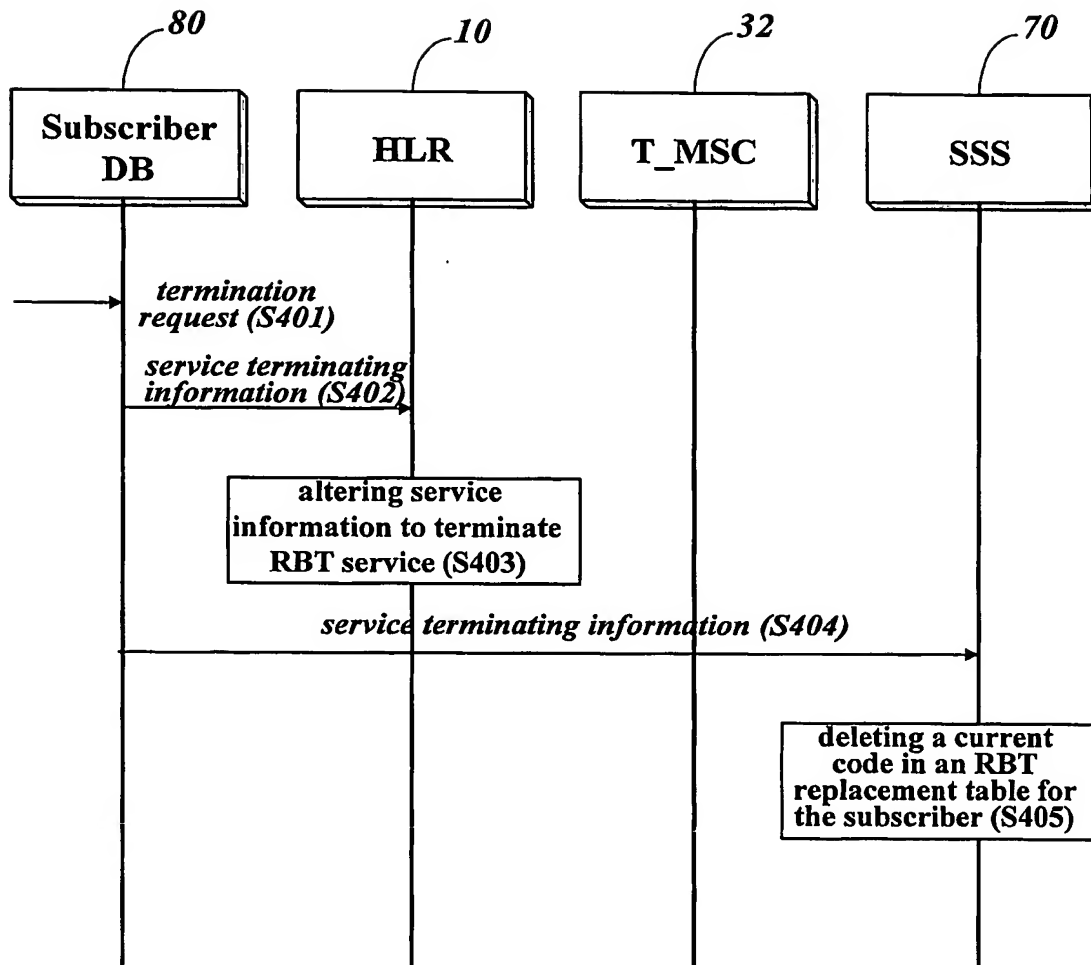 80
10
32
70
Subscriber
DB
HLR
T_MSC
SSS
termination
request (S401)
service terminating
information (S402)
altering service
information to terminate
RBT service (S403)
service terminating information (S404)
deleting a current
code in an RBT
replacement table for
the subscriber (S405)